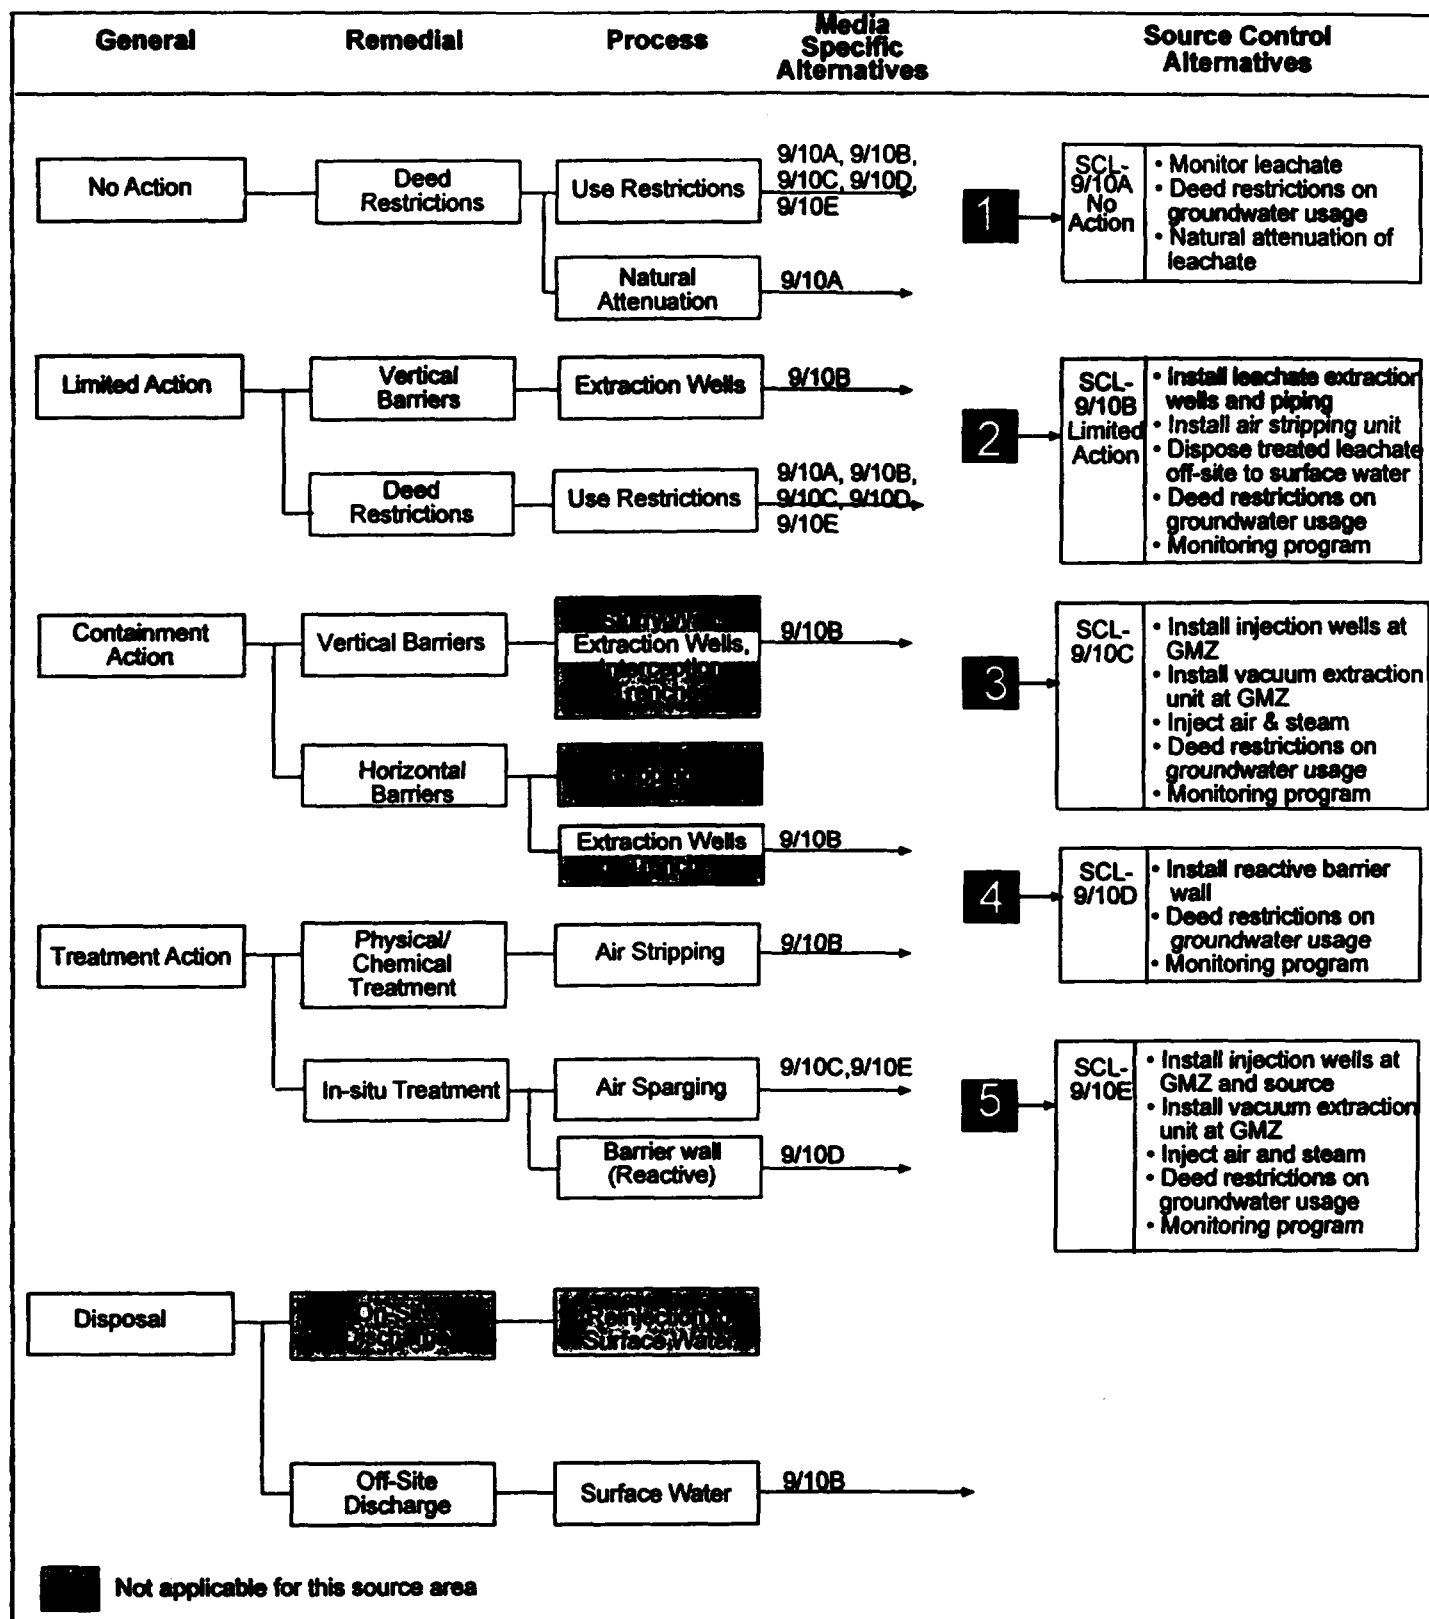 General
Remedial
Process
Media
Specific
Alternatives
Source Control
Alternatives
No Action
Deed
Restrictions
Use Restrictions
9/10A, 9/10B,
9/10C, 9/10D,
9/10E
Natural
Attenuation
9/10A
1
SCL-
9/10A
No
Action
• Monitor leachate
• Deed restrictions on
groundwater usage
• Natural attenuation of
leachate
Limited Action
Vertical
Barriers
Extraction Wells
9/10B
Deed
Restrictions
Use Restrictions
9/10A, 9/10B,
9/10C, 9/10D,
9/10E
2
SCL-
9/10B
Limited
Action
• Install leachate extraction
wells and piping
• Install air stripping unit
• Dispose treated leachate
off-site to surface water
• Deed restrictions on
groundwater usage
• Monitoring program
Containment
Action
Vertical Barriers
Extraction Wells,
Interception
9/10B
Horizontal
Barriers
Extraction Wells
9/10B
3
SCL-
9/10C
• Install injection wells at
GMZ
• Install vacuum extraction
unit at GMZ
• Inject air & steam
• Deed restrictions on
groundwater usage
• Monitoring program
4
SCL-
9/10D
• Install reactive barrier
wall
• Deed restrictions on
groundwater usage
• Monitoring program
Treatment Action
Physical/
Chemical
Treatment
Air Stripping
9/10B
In-situ Treatment
Air Sparging
9/10C,9/10E
Barrier wall
(Reactive)
9/10D
5
SCL-
9/10E
• Install injection wells at
GMZ and source
• Install vacuum extraction
unit at GMZ
• Inject air and steam
• Deed restrictions on
groundwater usage
• Monitoring program
Disposal
On-Site
Discharge
Reinjection
Surface Water
Off-Site
Discharge
Surface Water
9/10B
Not applicable for this source area